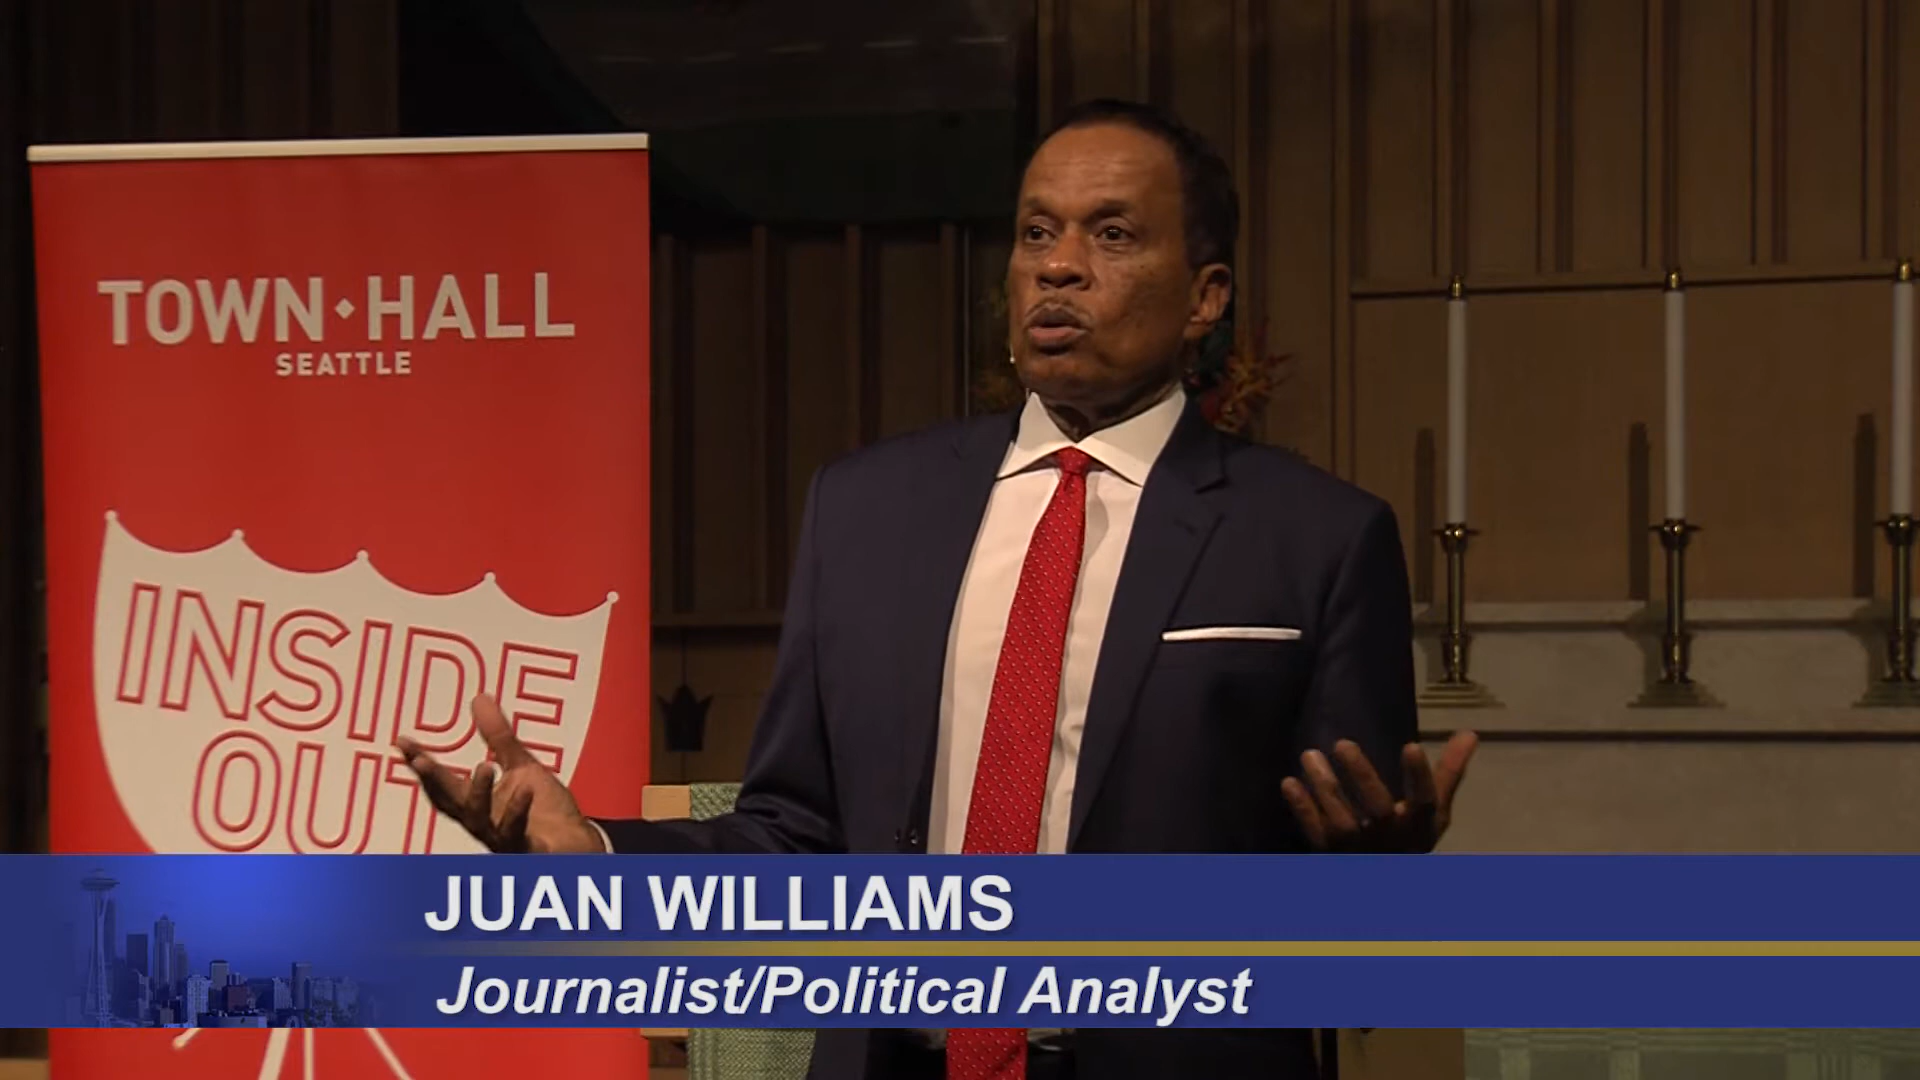 TOWN·HALL
SEATTLE
INSIDE
OUT
JUAN WILLIAMS
Journalist/Political Analyst